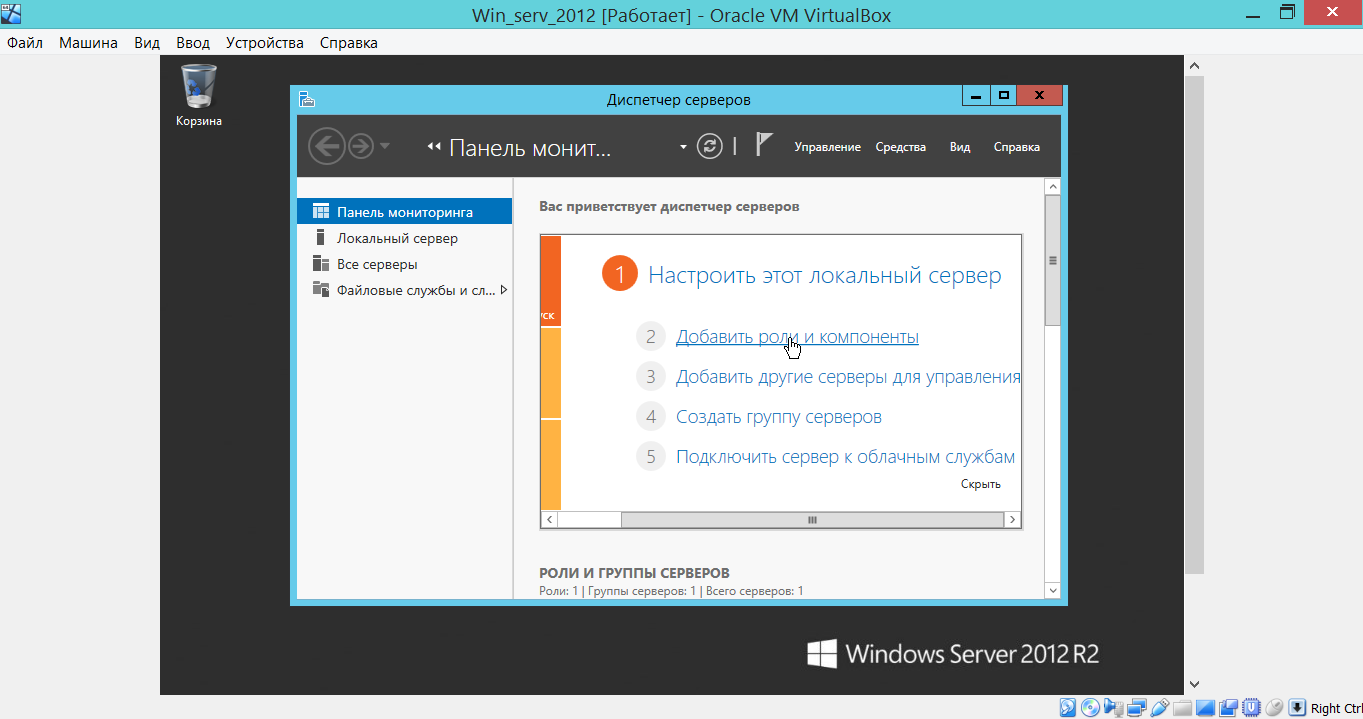 Win_serv_2012 [Работает] - Oracle VM VirtualBox
Файл Машина Вид Ввод Устройства Справка
Корзина
Диспетчер серверов
Панель монит...
Управление Средства Вид Справка
Панель мониторинга
Локальный сервер
Все серверы
Файловые службы и сл...
Вас приветствует диспетчер серверов
уск
1 Настроить этот локальный сервер
2 Добавить роли и компоненты
3 Добавить другие серверы для управления
4 Создать группу серверов
5 Подключить сервер к облачным службам
Скрыть
РОЛИ И ГРУППЫ СЕРВЕРОВ
Роли: 1 | Группы серверов: 1 | Всего серверов: 1
Windows Server 2012 R2
Right Ctrl